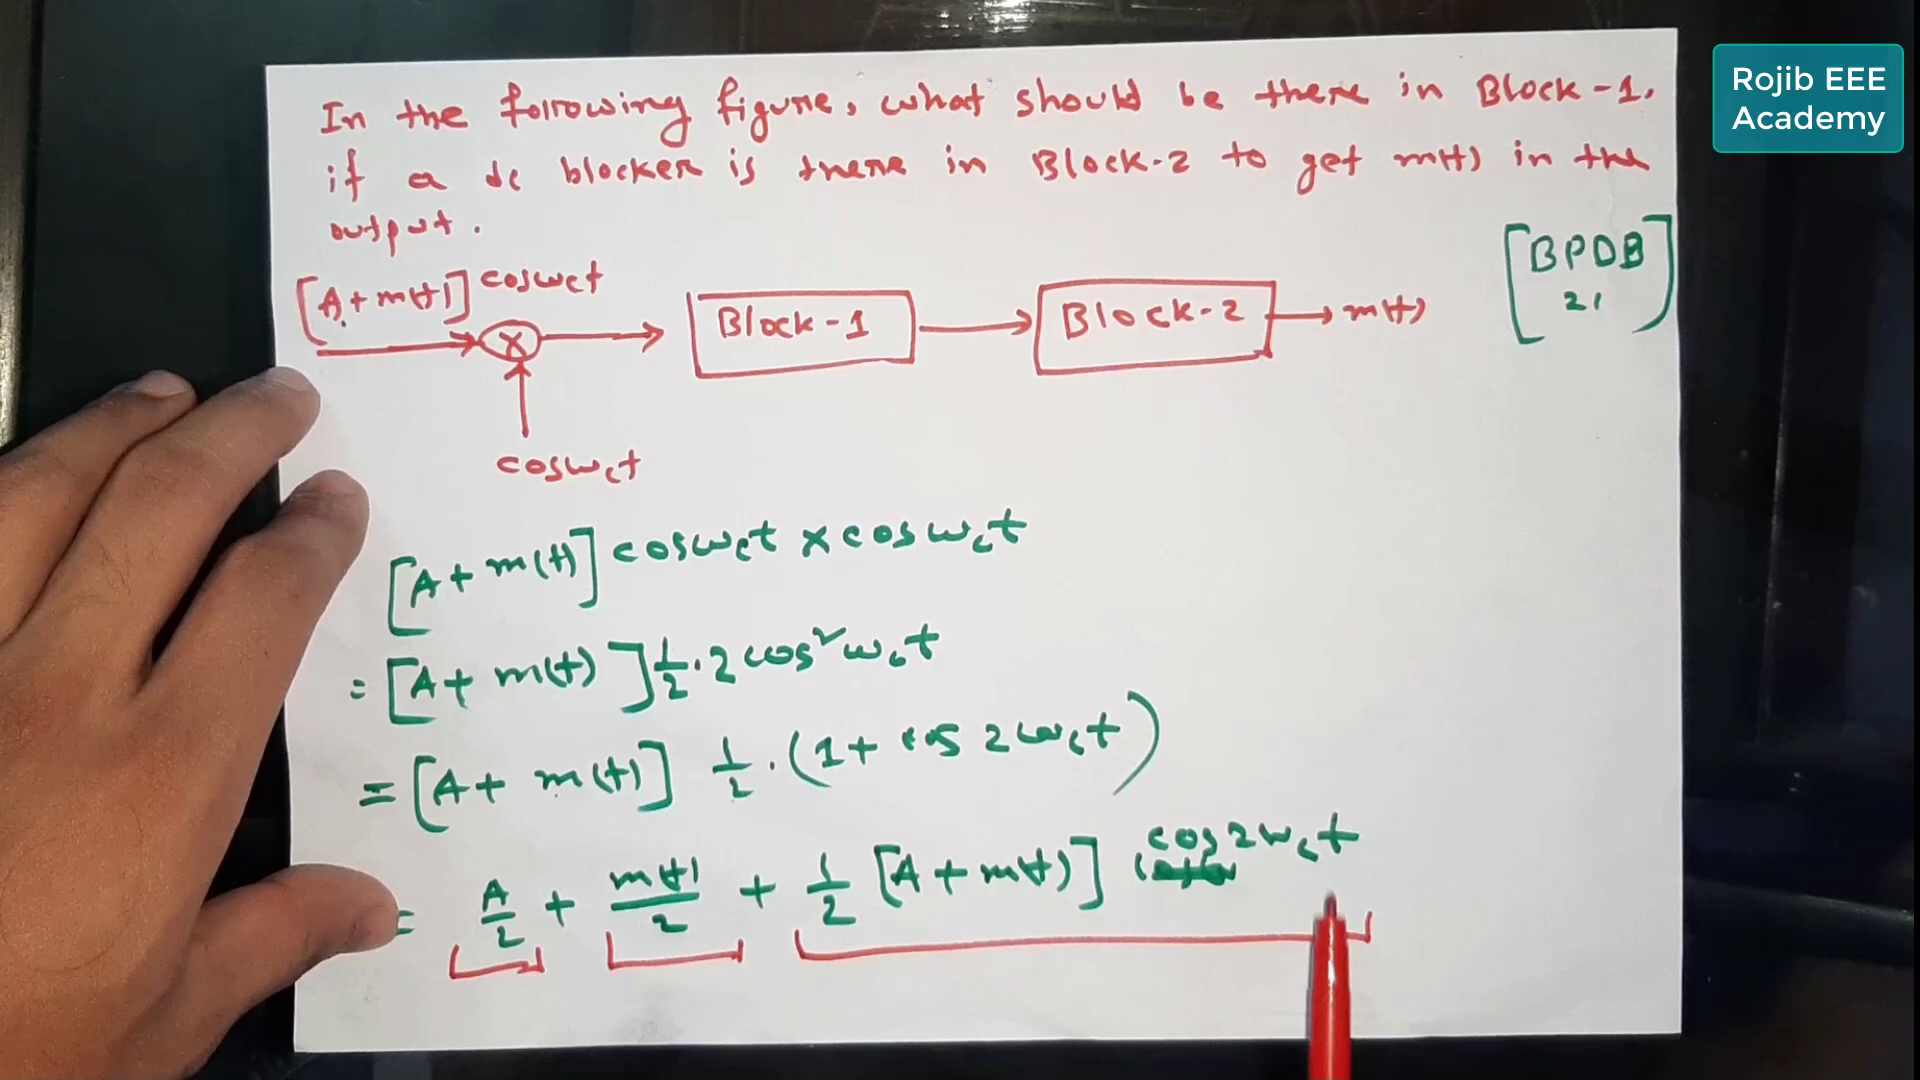 Rojib EEE
Academy
In the following figure, what should be there in Block-1.
if a dc blocker is there in Block-2 to get m(t) in the
output.
[BPDB
21]
[A+m(t)] cosωct
× Block-1 Block-2 m(t)
cosωct
[A+m(t)] cosωct × cosωct
= [A+ m(t)] 1/2 . 2 cos²ωct
= [A+ m(t)] 1/2 . (1+ cos 2ωct)
= A/2 + m(t)/2 + 1/2 [A+m(t)] cos2ωct